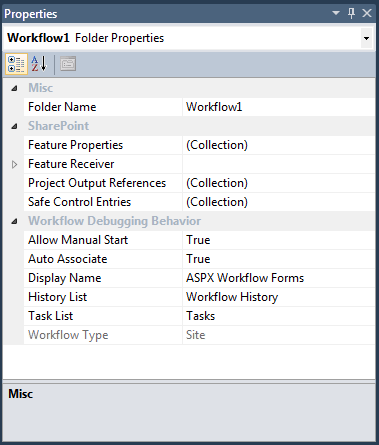 Properties
Workflow1 Folder Properties
A
Z
Misc
Folder Name Workflow1
SharePoint
Feature Properties (Collection)
Feature Receiver
Project Output References (Collection)
Safe Control Entries (Collection)
Workflow Debugging Behavior
Allow Manual Start True
Auto Associate True
Display Name ASPX Workflow Forms
History List Workflow History
Task List Tasks
Workflow Type Site
Misc